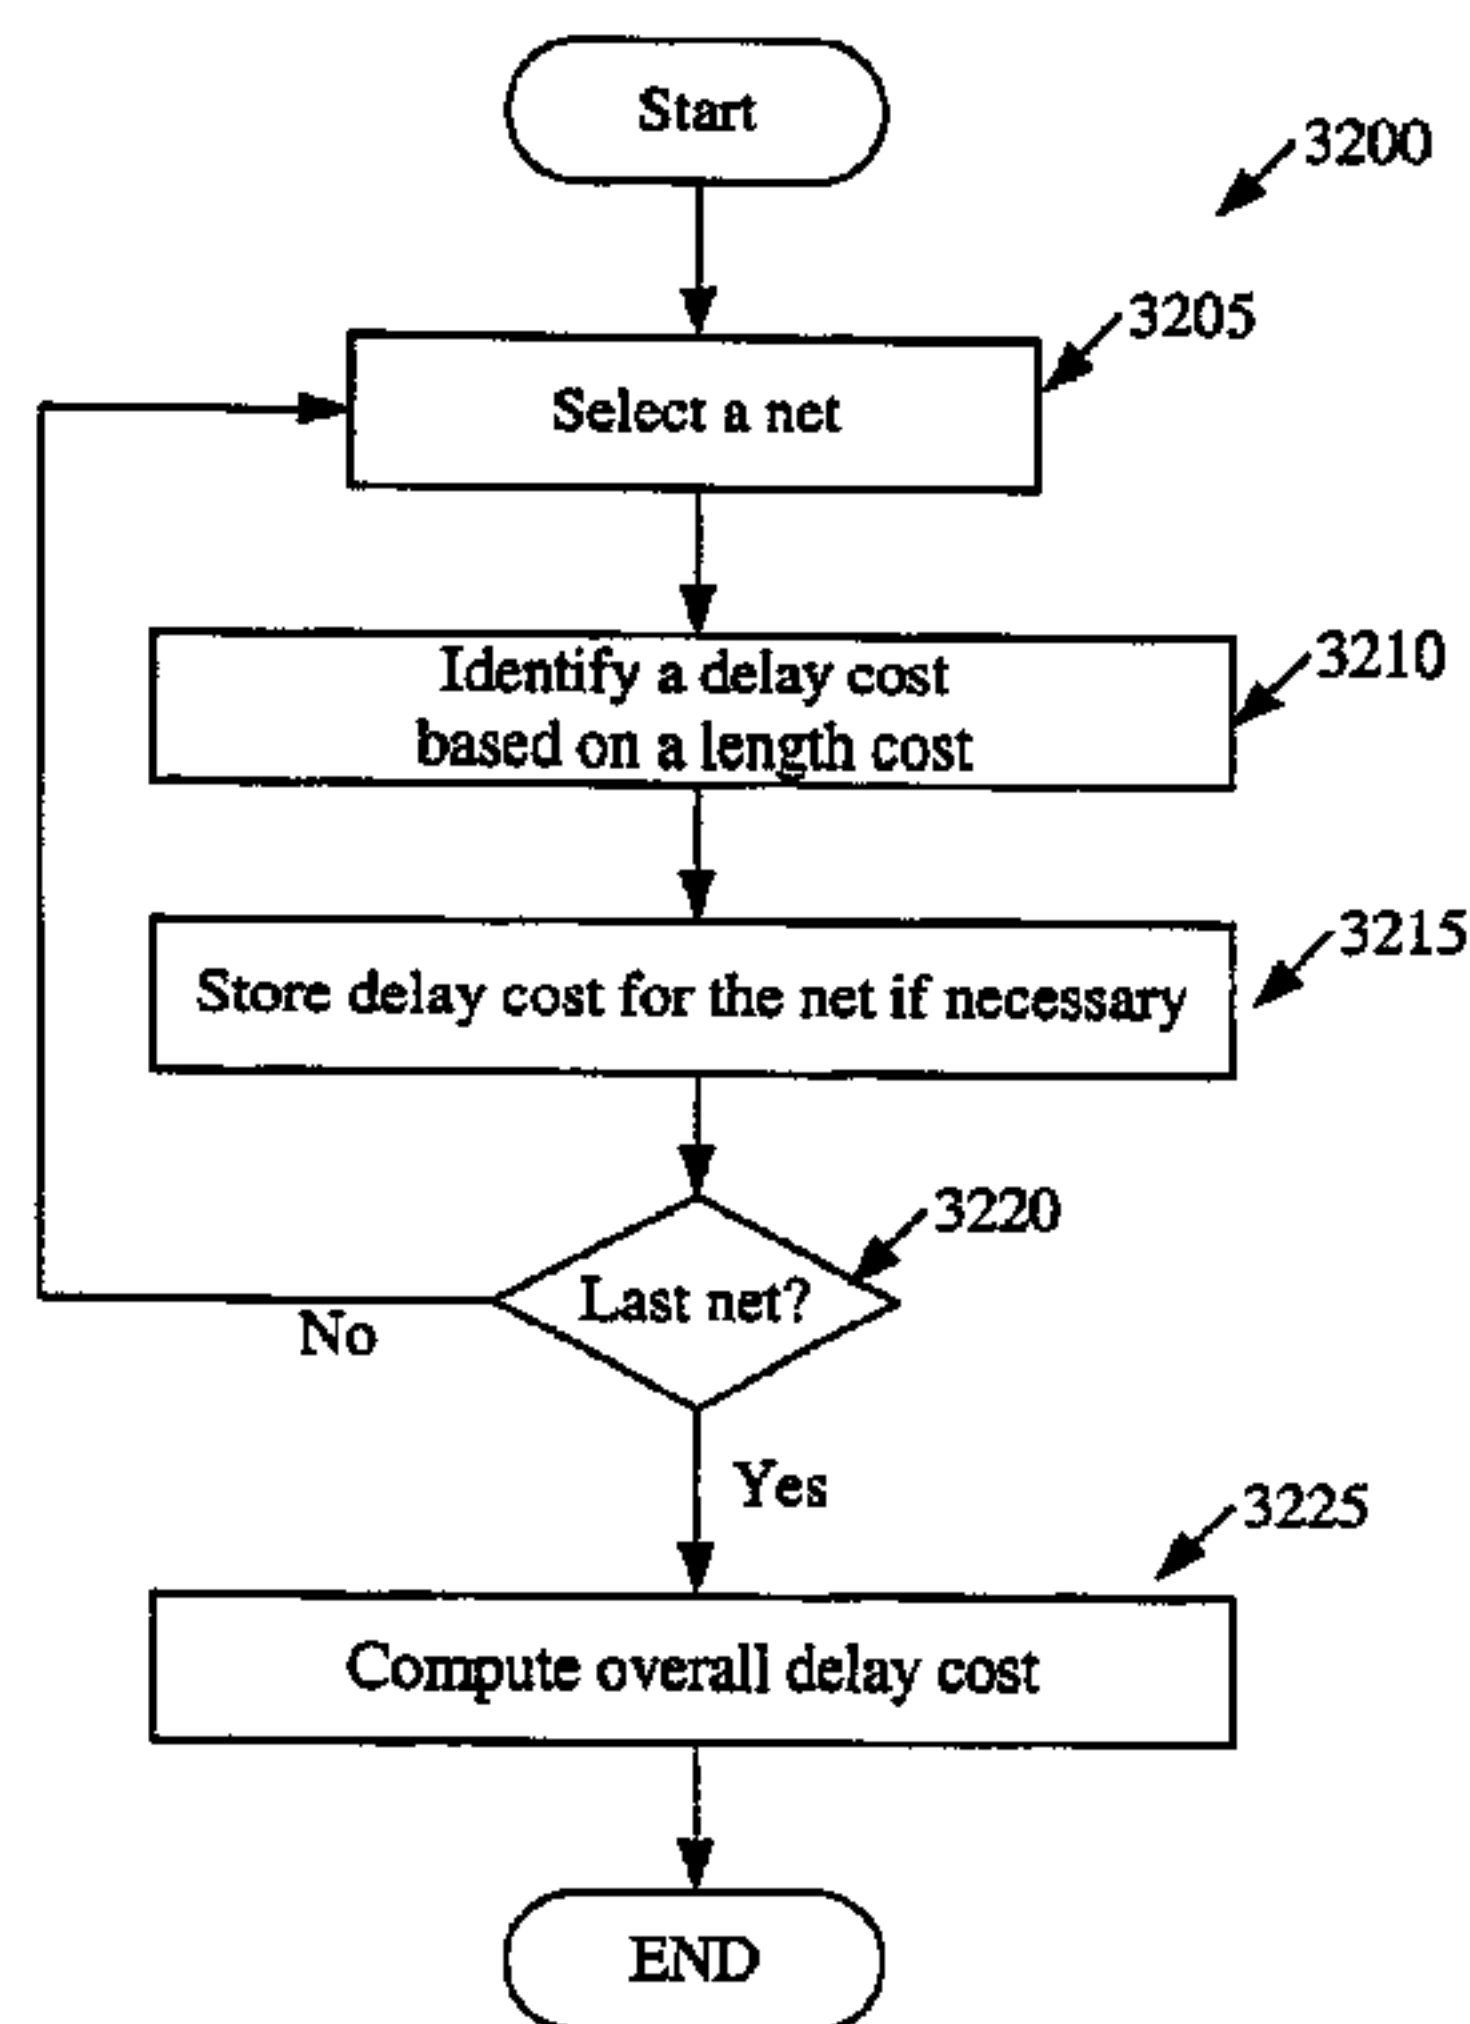 Start
3200
3205
Select a net
3210
Identify a delay cost
based on a length cost
3215
Store delay cost for the net if necessary
3220
Last net?
No
Yes
3225
Compute overall delay cost
END